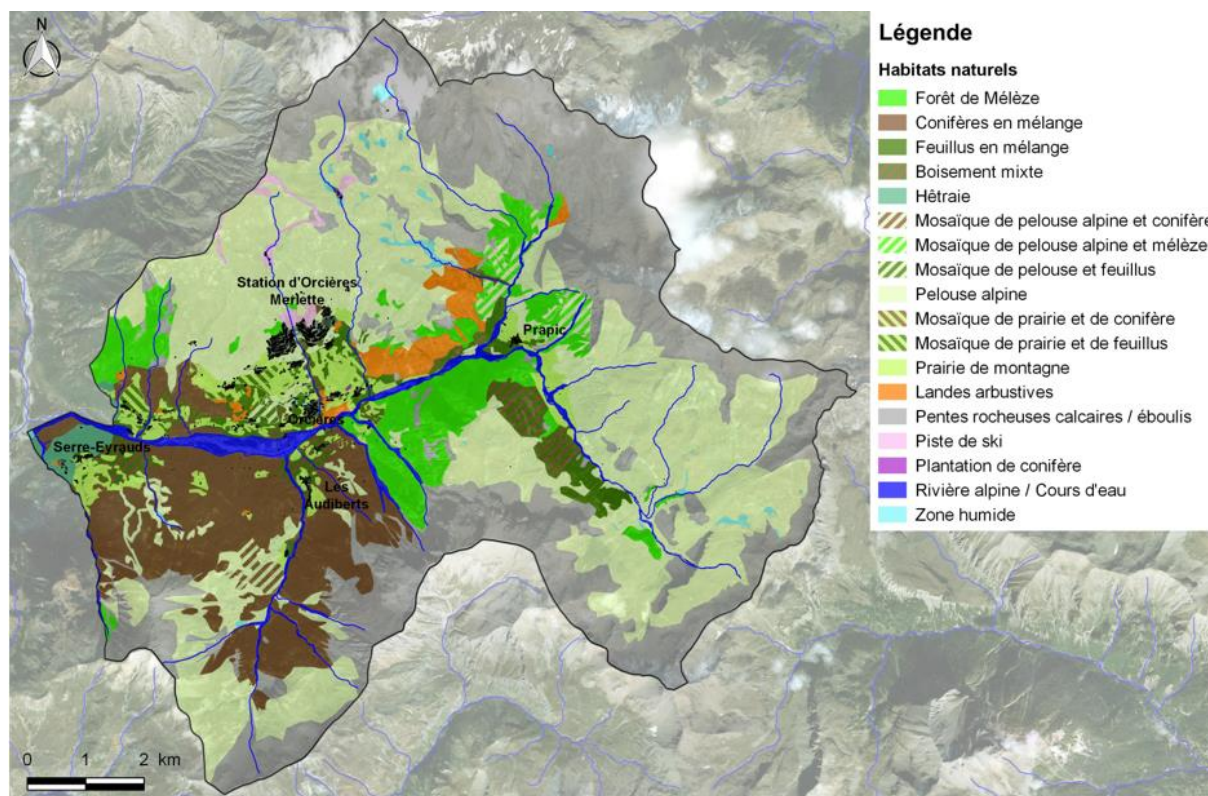 N
Légende
Habitats naturels
Forêt de Mélèze
Conifères en mélange
Feuillus en mélange
Boisement mixte
Hêtraie
Mosaïque de pelouse alpine et conifère
Mosaïque de pelouse alpine et mélèze
Mosaïque de pelouse et feuillus
Pelouse alpine
Mosaïque de prairie et de conifère
Mosaïque de prairie et de feuillus
Prairie de montagne
Landes arbustives
Pentes rocheuses calcaires / éboulis
Piste de ski
Plantation de conifère
Rivière alpine / Cours d'eau
Zone humide
Station d'Orcières
Merlette
Prapic
Orcières
Serre-Eyrauds
Les
Audiberts
0 1 2 km